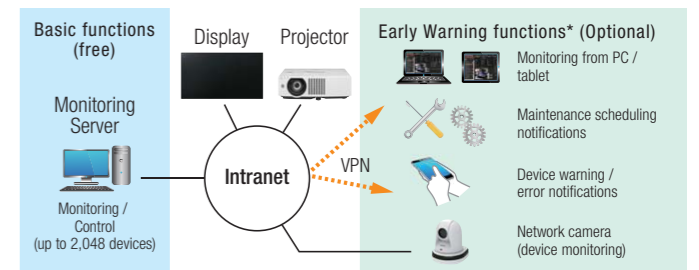 Basic functions
(free)
Monitoring
Server
Monitoring /
Control
(up to 2,048 devices)
Display
Projector
Intranet
VPN
Early Warning functions* (Optional)
Monitoring from PC /
tablet
Maintenance scheduling
notifications
Device warning /
error notifications
Network camera
(device monitoring)